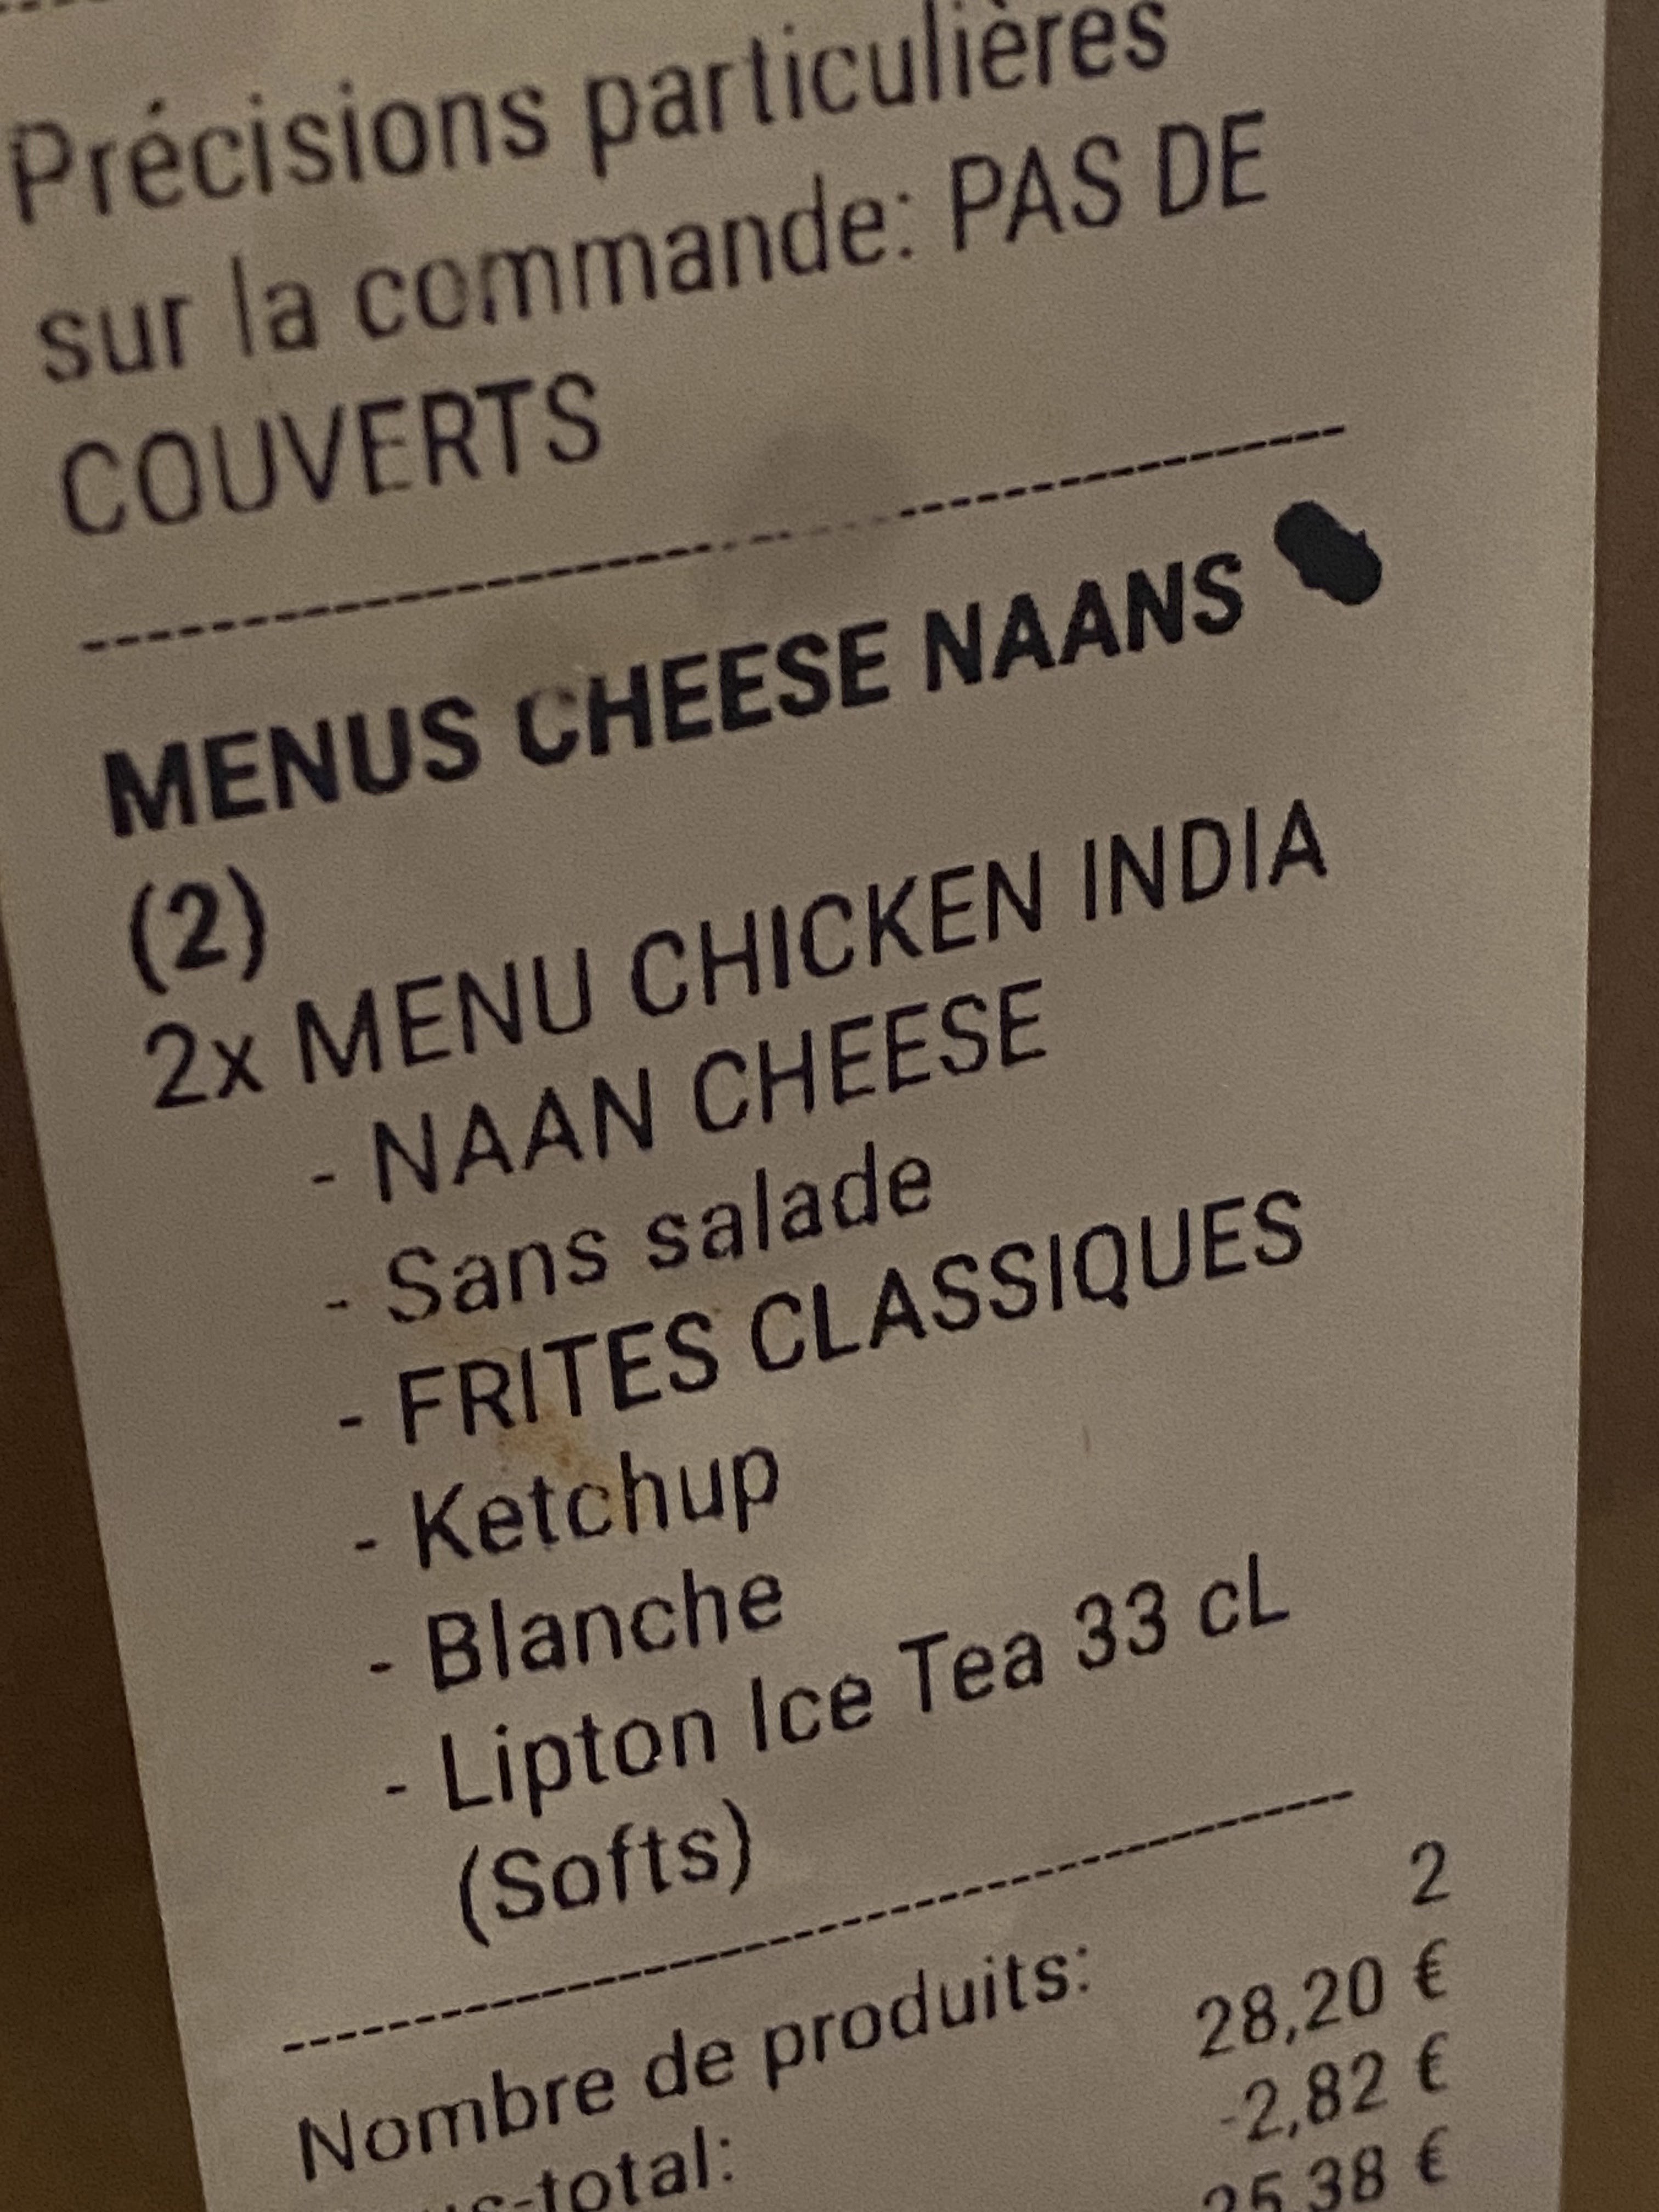 Précisions particulières
sur la commande: PAS DE
COUVERTS
MENUS CHEESE NAANS
(2)
2x MENU CHICKEN INDIA
- NAAN CHEESE
- Sans salade
- FRITES CLASSIQUES
- Ketchup
- Blanche
- Lipton Ice Tea 33 cL
(Softs)
Nombre de produits: 2
28,20 €
-2,82 €
25,38 €